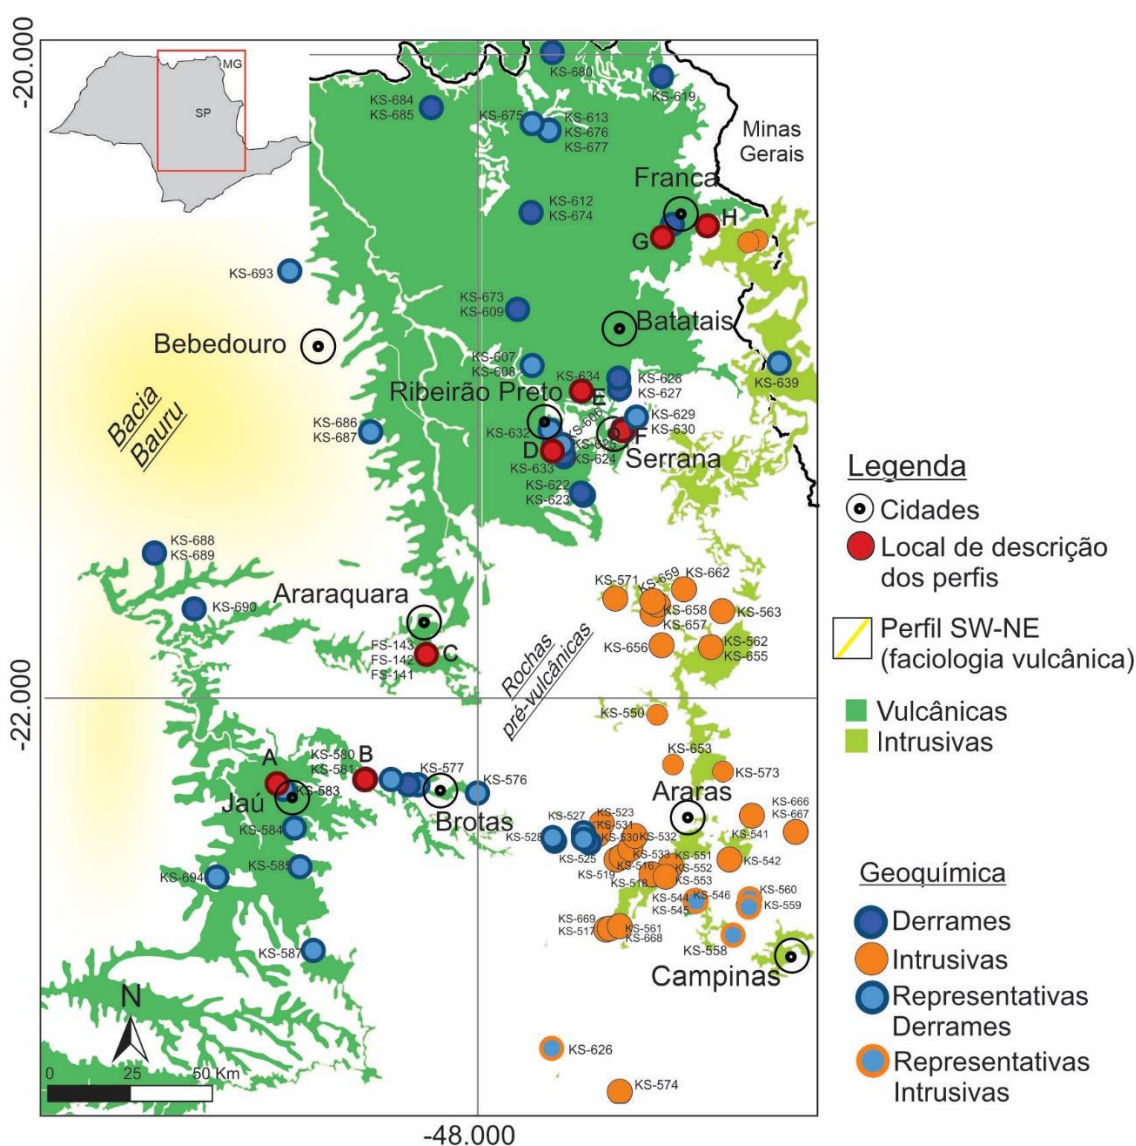 -20.000
MG
SP
KS-680
KS-619
KS-684
KS-685
KS-675
KS-613
KS-676
KS-677
Minas
Gerais
Franca
KS-612
KS-674
H
G
KS-693
KS-673
KS-609
Batatais
Bebedouro
KS-607
KS-608
KS-634
KS-628
KS-627
KS-639
Ribeirão Preto
E
Bacia
Bauru
KS-686
KS-687
KS-632
KS-606
KS-629
KS-630
F
D
KS-625
KS-624
Serrana
KS-633
KS-622
KS-623
Legenda
Cidades
Local de descrição
dos perfis
Perfil SW-NE
(faciologia vulcânica)
Vulcânicas
Intrusivas
KS-688
KS-689
KS-690
Araraquara
FS-143
FS-142
FS-141
C
Rochas
pré-vulcânicas
KS-571
KS-659
KS-662
KS-658
KS-657
KS-563
KS-656
KS-562
KS-655
-22.000
KS-550
A
KS-580
KS-581
B
KS-577
KS-576
KS-653
KS-573
Jaú
KS-583
Brotas
Araras
KS-666
KS-667
KS-584
KS-527
KS-523
KS-531
KS-528
KS-530
KS-532
KS-541
KS-525
KS-533
KS-551
KS-542
KS-585
KS-519
KS-516
KS-552
KS-694
KS-518
KS-553
KS-544
KS-546
KS-560
KS-545
KS-559
KS-669
KS-517
KS-561
KS-668
KS-558
KS-587
Campinas
Geoquímica
Derrames
Intrusivas
Representativas
Derrames
Representativas
Intrusivas
N
KS-626
0 25 50 Km
KS-574
-48.000